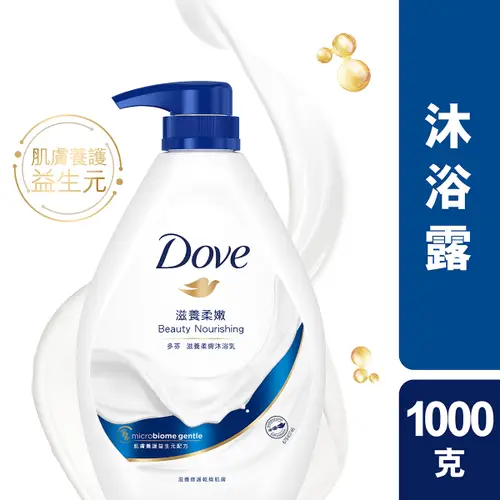 肌膚養護
益生元
Dove
滋養柔嫩
Beauty Nourishing
多芬 滋養柔膚沐浴乳
microbiome gentle
肌膚養護益生元配方
滋養修護乾燥肌膚
沐浴露
1000
克